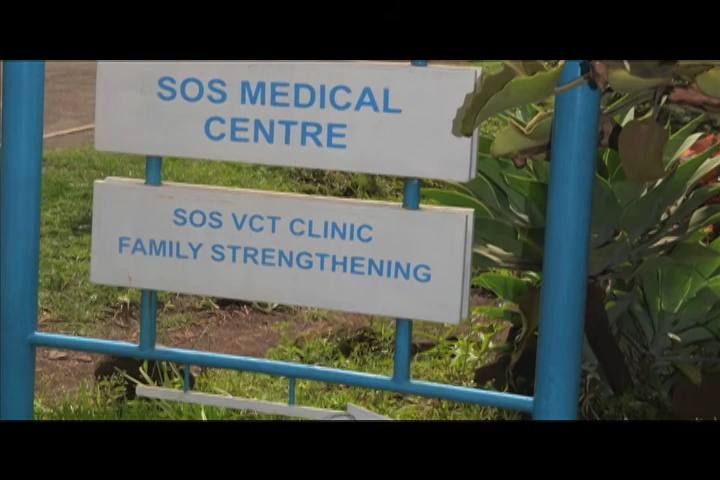 SOS MEDICAL
CENTRE
SOS VCT CLINIC
FAMILY STRENGTHENING